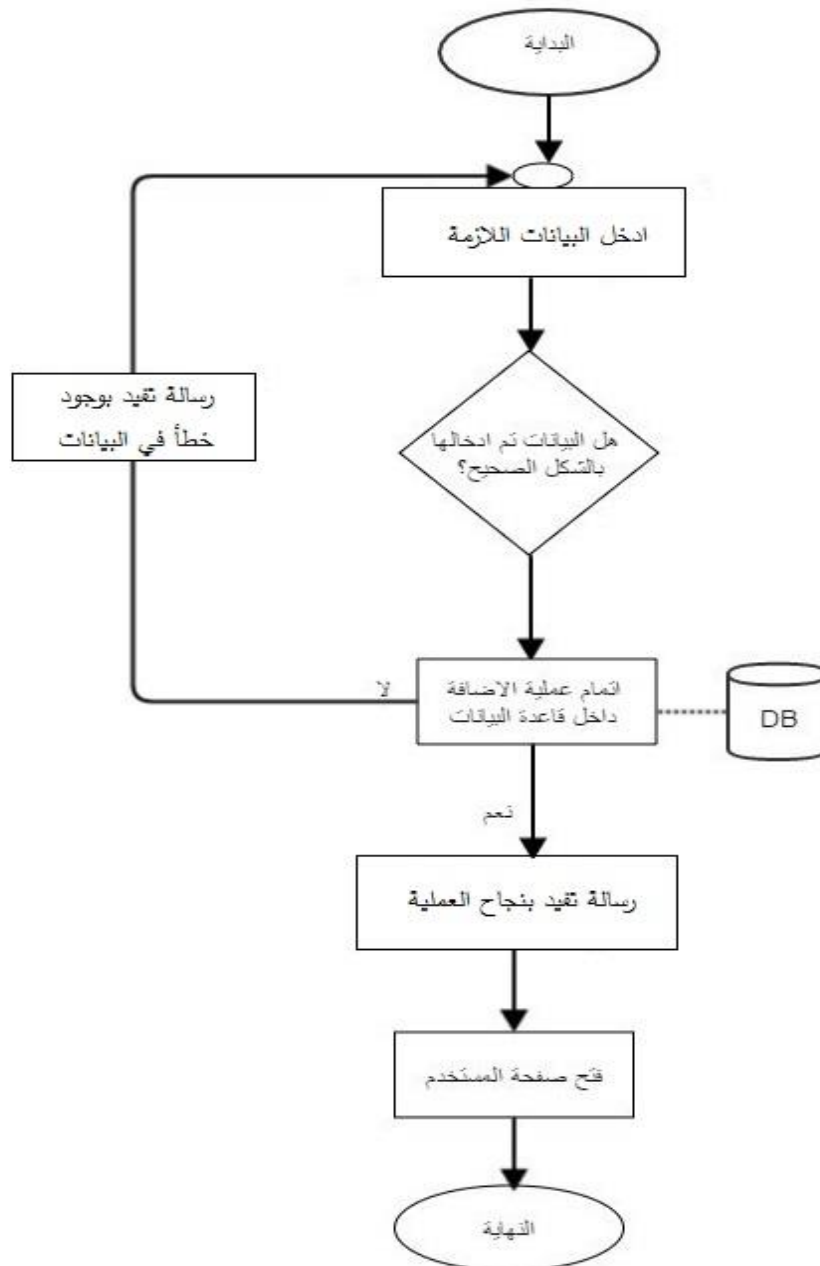 البداية
ادخل البيانات اللازمة
رسالة تفيد بوجود
خطأ في البيانات
هل البيانات تم ادخالها
بالشكل الصحيح؟
لا
اتمام عملية الاضافة
داخل قاعدة البيانات
DB
نعم
رسالة تفيد بنجاح العملية
فتح صفحة المستخدم
النهاية